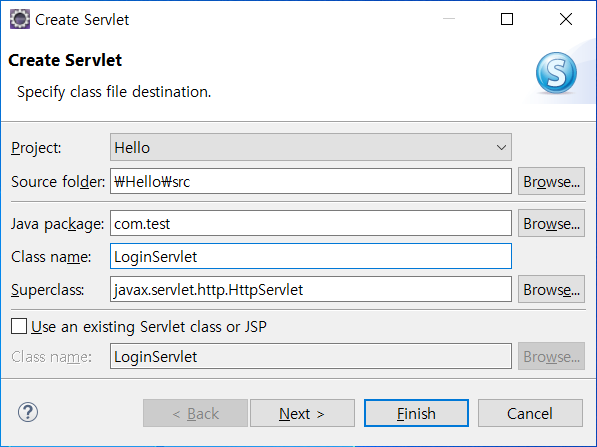 Create Servlet
Create Servlet
Specify class file destination.
Project: Hello
Source folder: ₩Hello₩src Browse...
Java package: com.test Browse...
Class name: LoginServlet
Superclass: javax.servlet.http.HttpServlet Browse...
Use an existing Servlet class or JSP
Class name: LoginServlet Browse...
? < Back Next > Finish Cancel